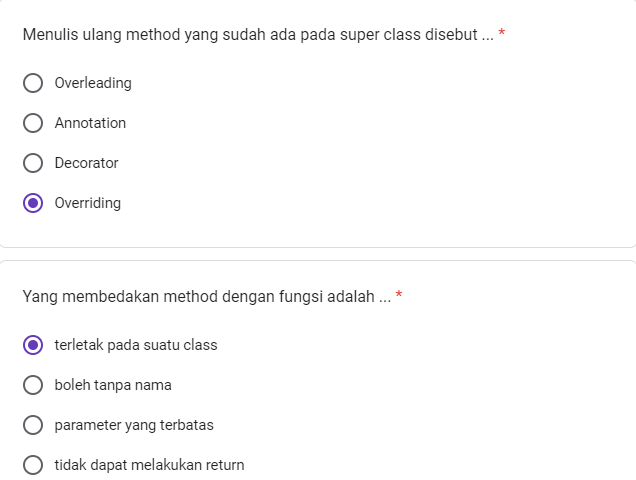 Menulis ulang method yang sudah ada pada super class disebut ... *
Overleading
Annotation
Decorator
Overriding
Yang membedakan method dengan fungsi adalah ... *
terletak pada suatu class
boleh tanpa nama
parameter yang terbatas
tidak dapat melakukan return